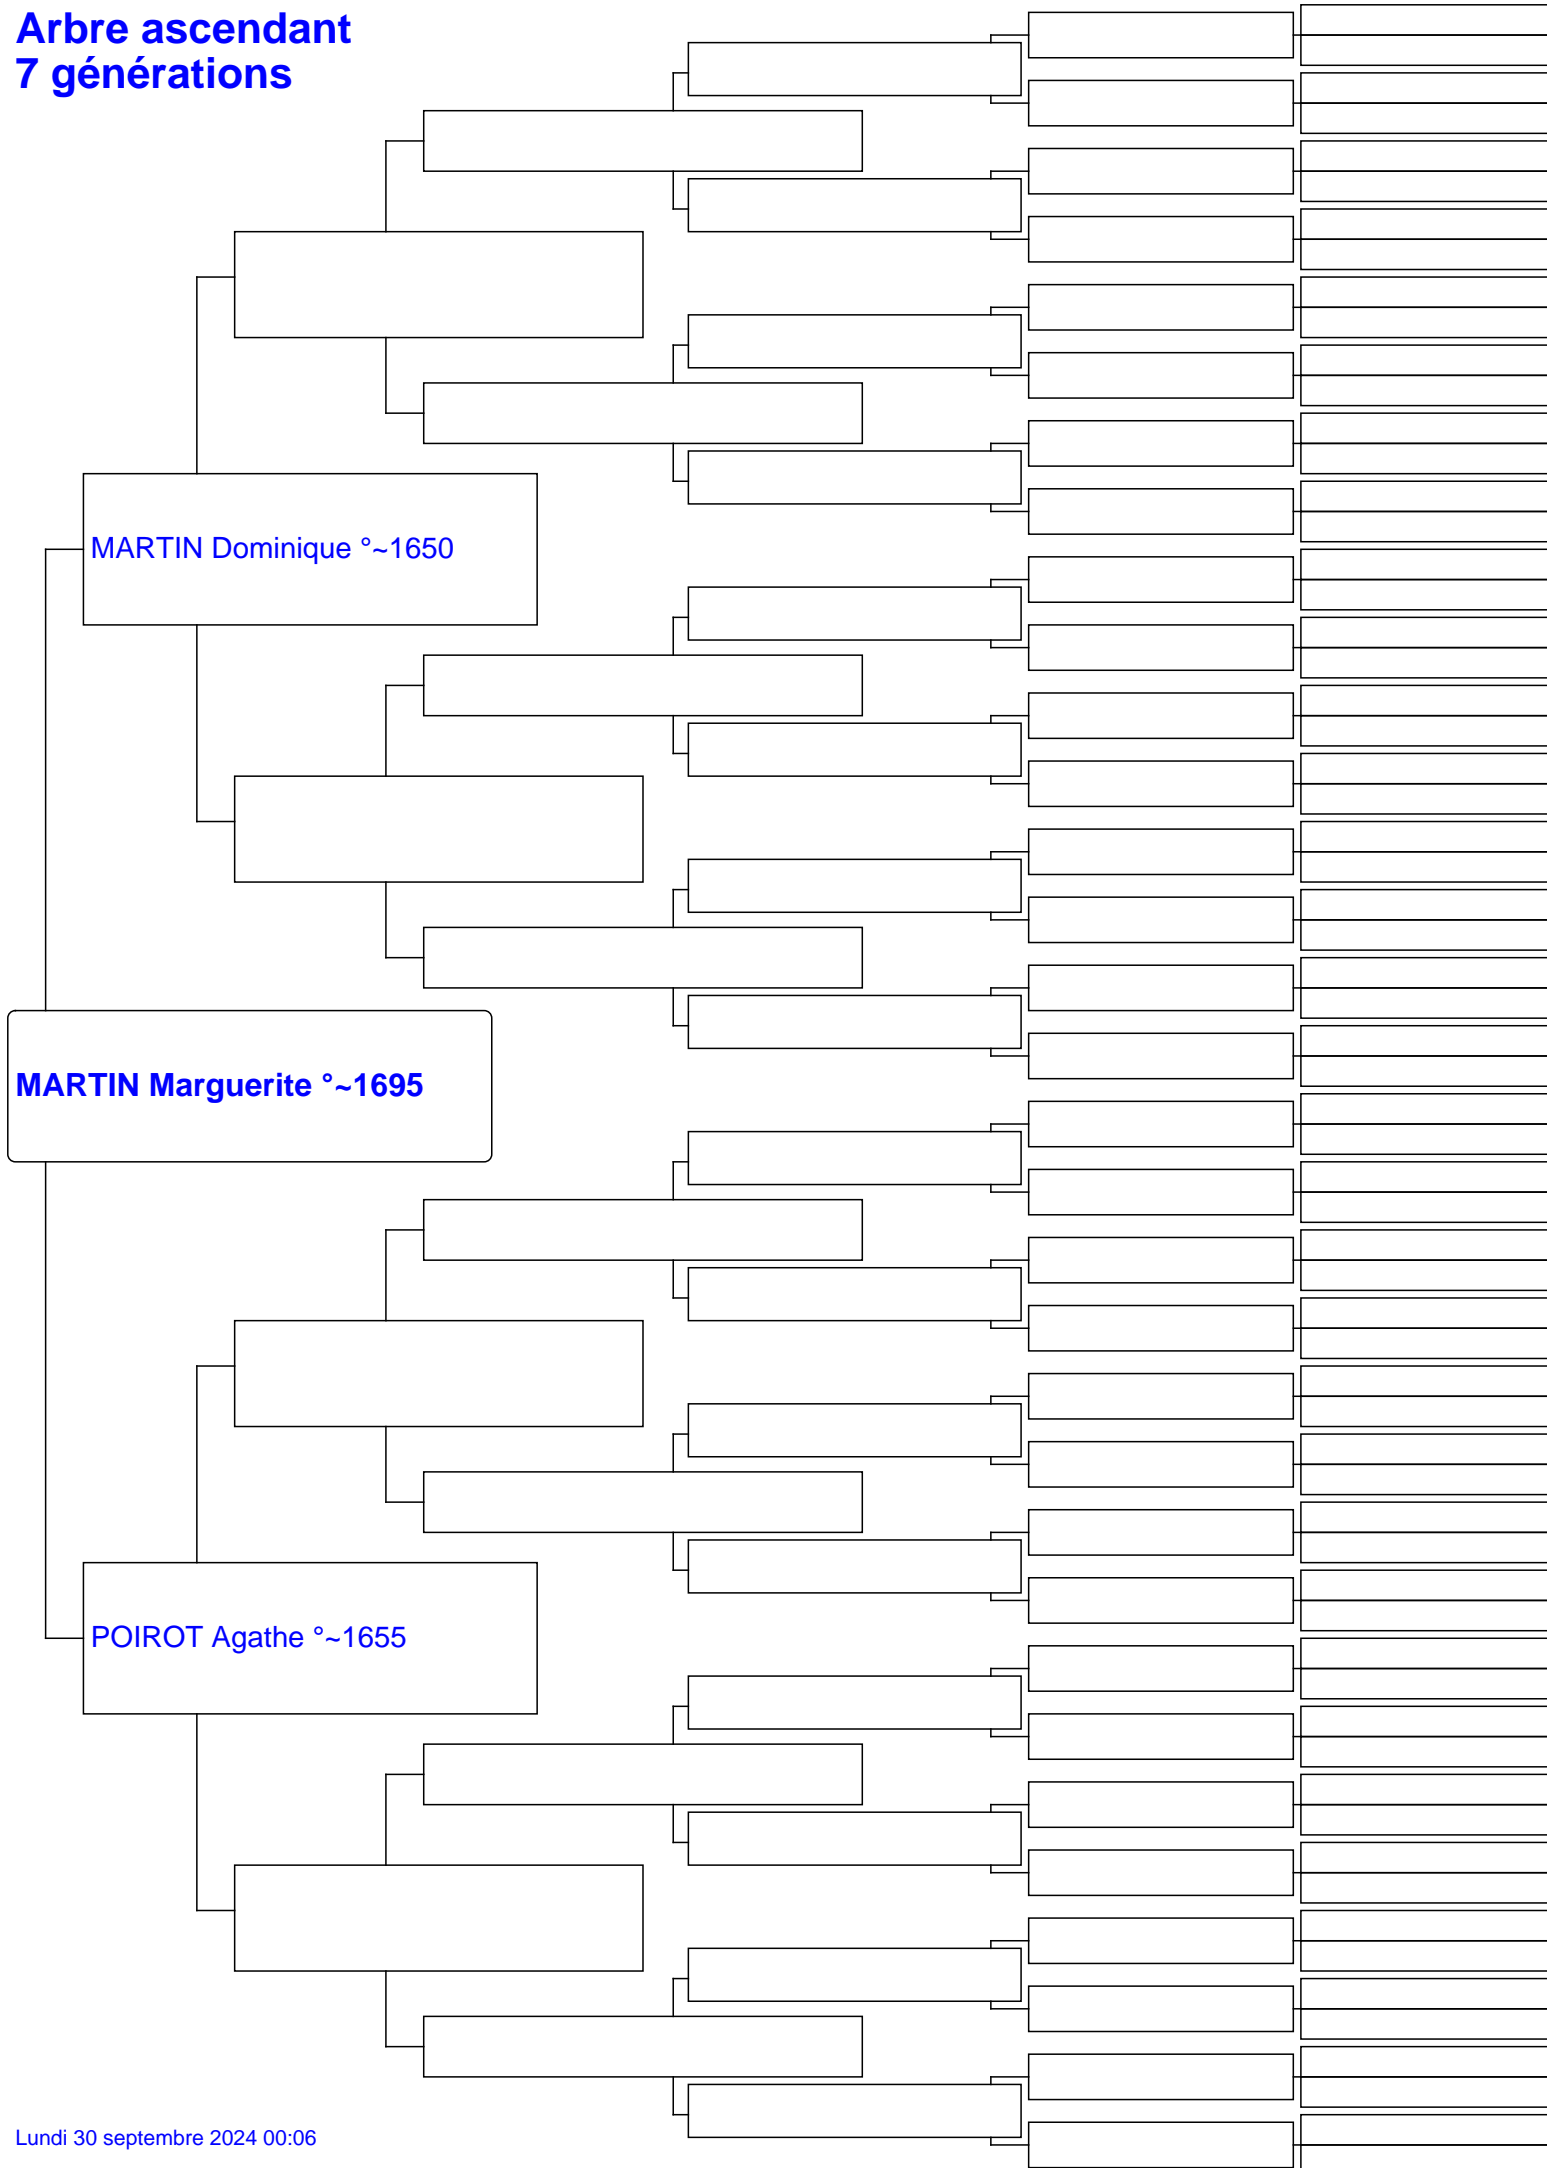 Arbre ascendant
7 générations
MARTIN Dominique °~1650
MARTIN Marguerite °~1695
POIROT Agathe °~1655
Lundi 30 septembre 2024 00:06